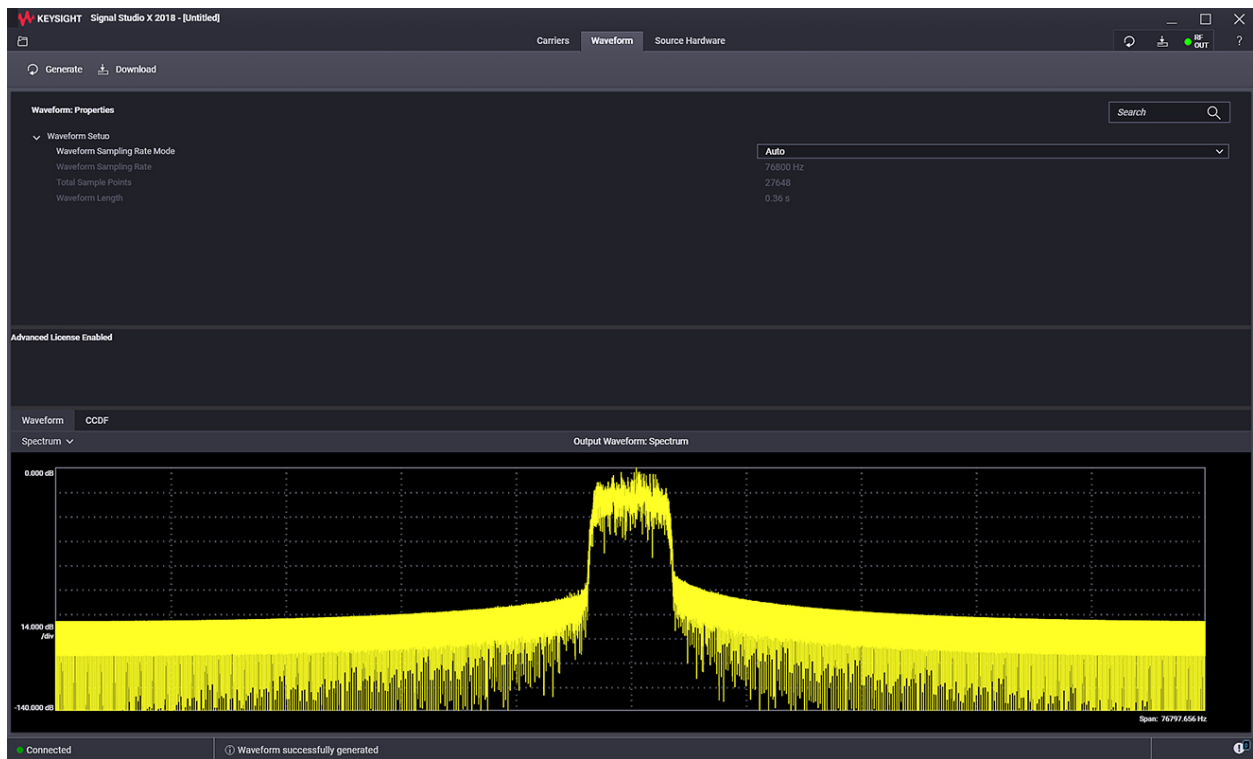 KEYSIGHT Signal Studio X 2018 - [Untitled]
Carriers Waveform Source Hardware RF OUT ?
Generate Download
Waveform: Properties Search
Waveform Setup
Waveform Sampling Rate Mode Auto
Waveform Sampling Rate 76800 Hz
Total Sample Points 27648
Waveform Length 0.36 s
Advanced License Enabled
Waveform CCDF
Spectrum Output Waveform: Spectrum
0.000 dB
14.000 dB
/div
-140.000 dB
Span: 76797.656 Hz
Connected Waveform successfully generated